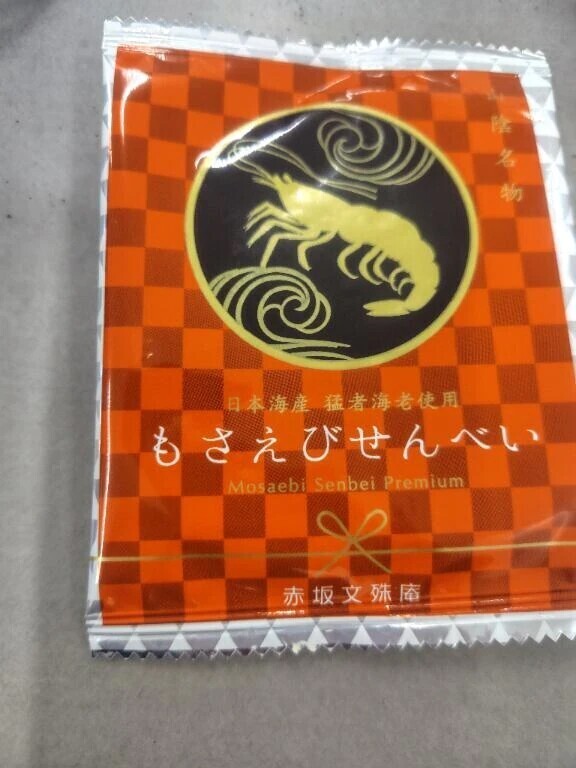 山陰名物
日本海産 猛者海老使用
もさえびせんべい
Mosaebi Senbei Premium
赤坂文殊庵